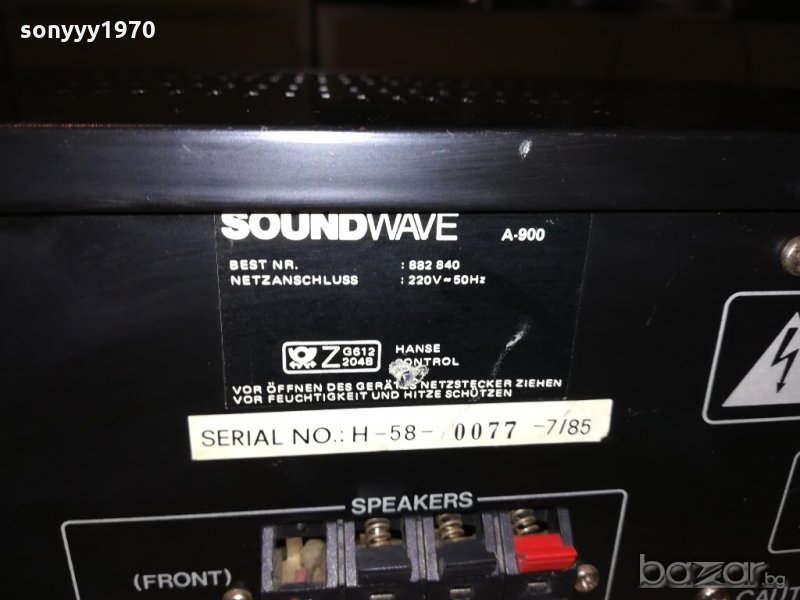 sonyyy1970
SOUNDWAVE A-900
BEST NR. : 882 840
NETZANSCHLUSS : 220V~50Hz
Z G612 204B
HANSE CONTROL
VOR ÖFFNEN DES GERÄTES NETZSTECKER ZIEHEN
VOR FEUCHTIGKEIT UND HITZE SCHÜTZEN
SERIAL NO.: H-58- 0077 -7/85
SPEAKERS
(FRONT)
bazar.bg